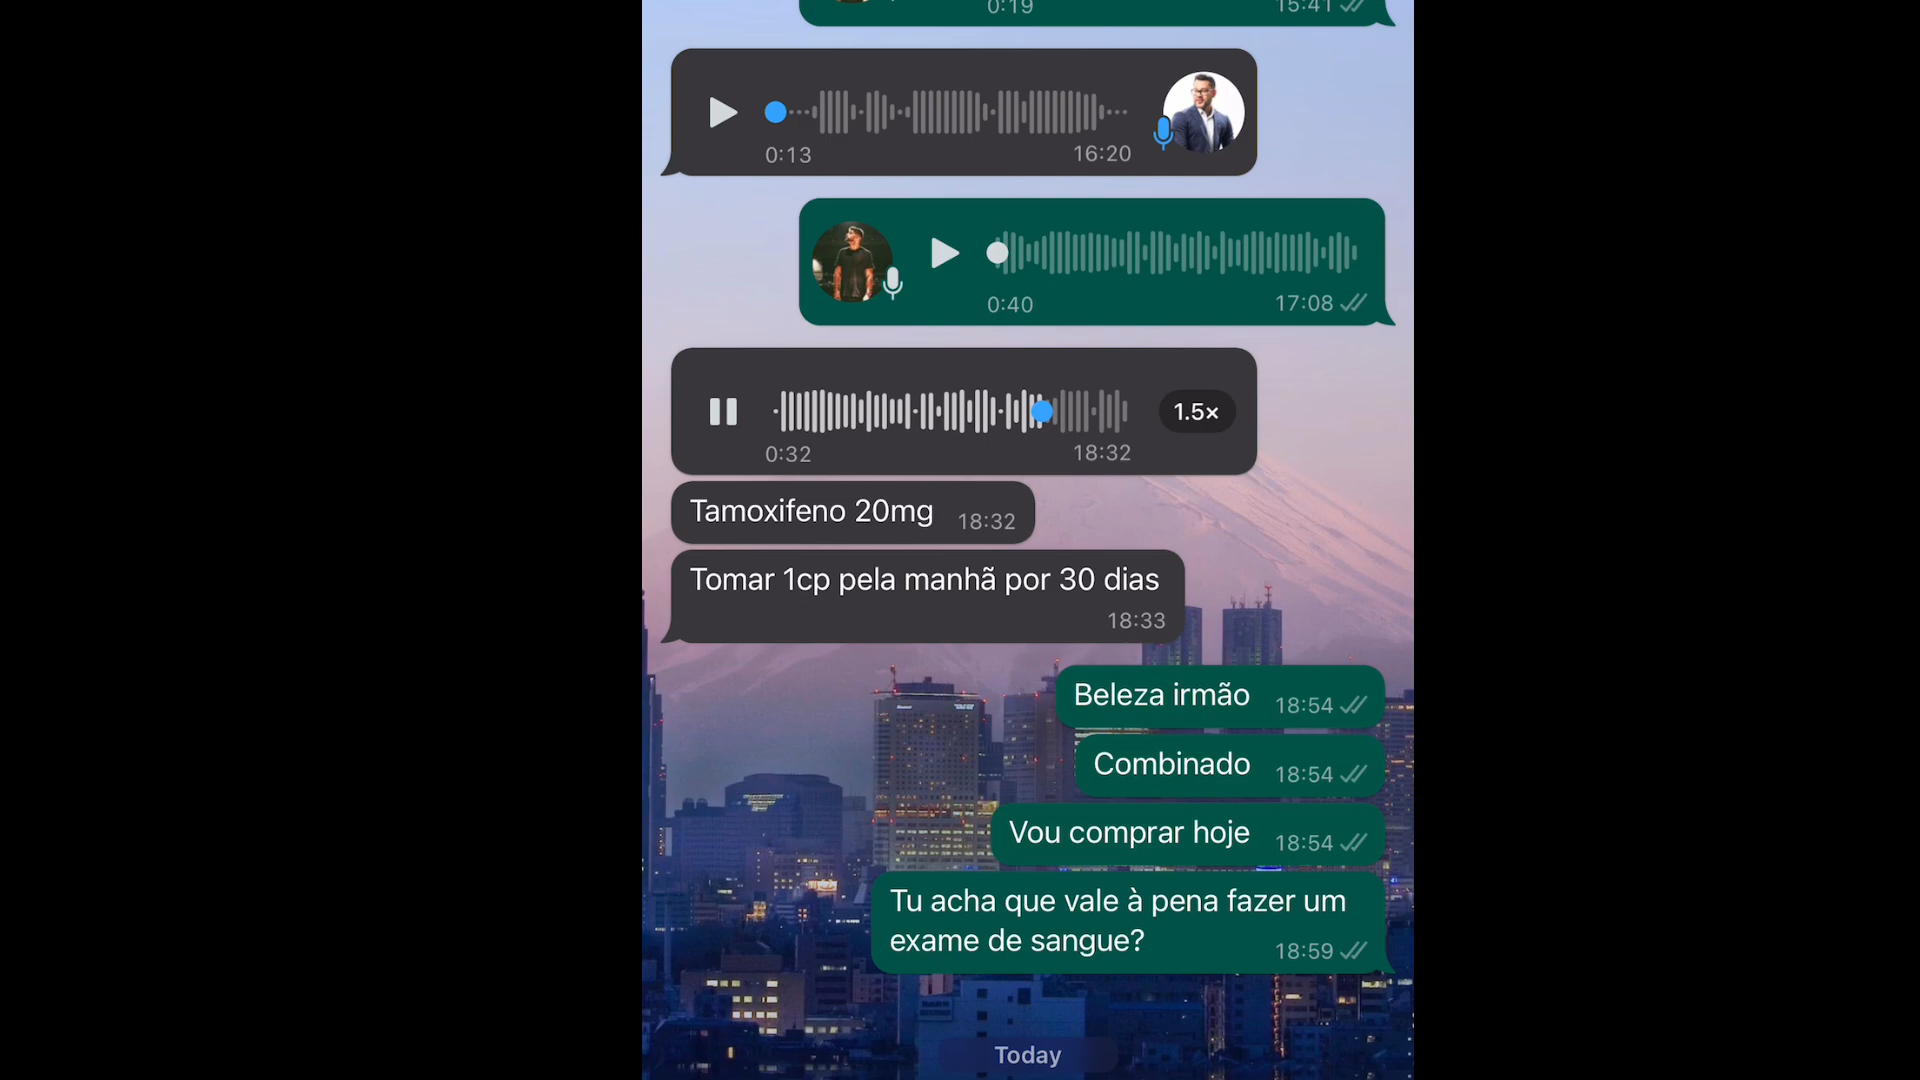 0:19 15:41
0:13 16:20
0:40 17:08
1.5×
0:32 18:32
Tamoxifeno 20mg 18:32
Tomar 1cp pela manhã por 30 dias
18:33
Beleza irmão 18:54
Combinado 18:54
Vou comprar hoje 18:54
Tu acha que vale à pena fazer um
exame de sangue? 18:59
Today